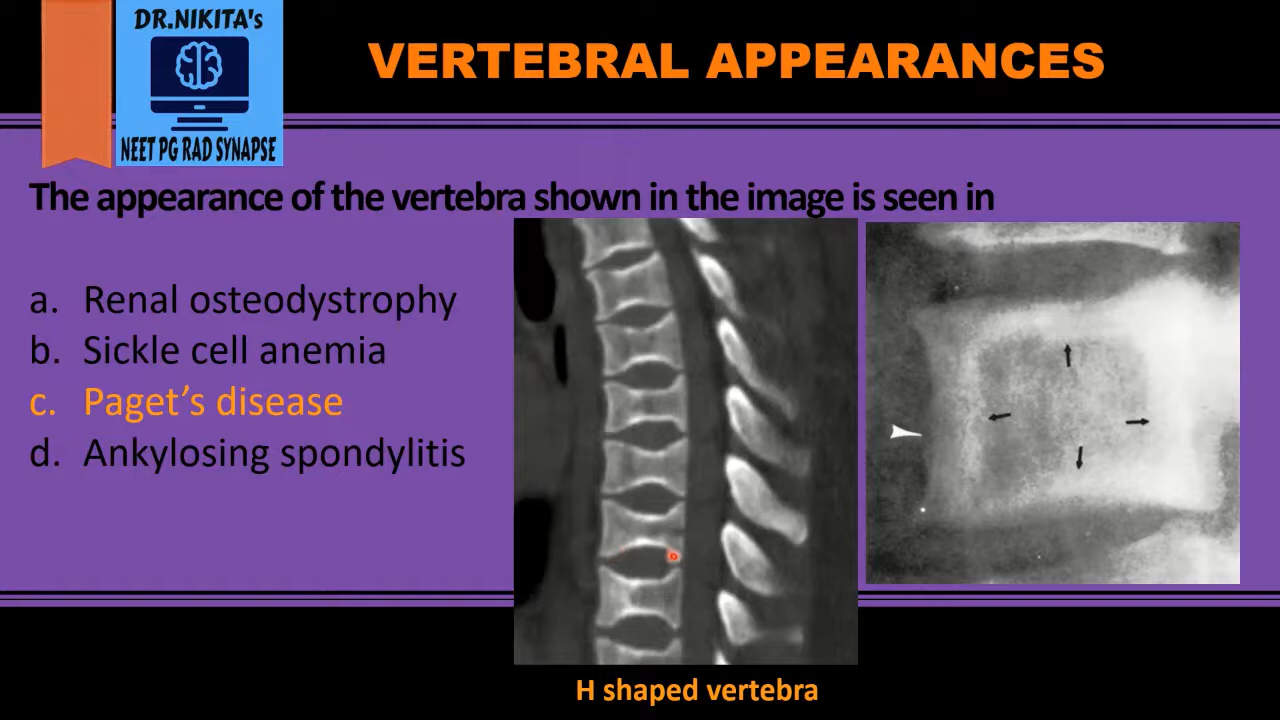 DR.NIKITA's
NEET PG RAD SYNAPSE
VERTEBRAL APPEARANCES
The appearance of the vertebra shown in the image is seen in
a. Renal osteodystrophy
b. Sickle cell anemia
c. Paget’s disease
d. Ankylosing spondylitis
H shaped vertebra